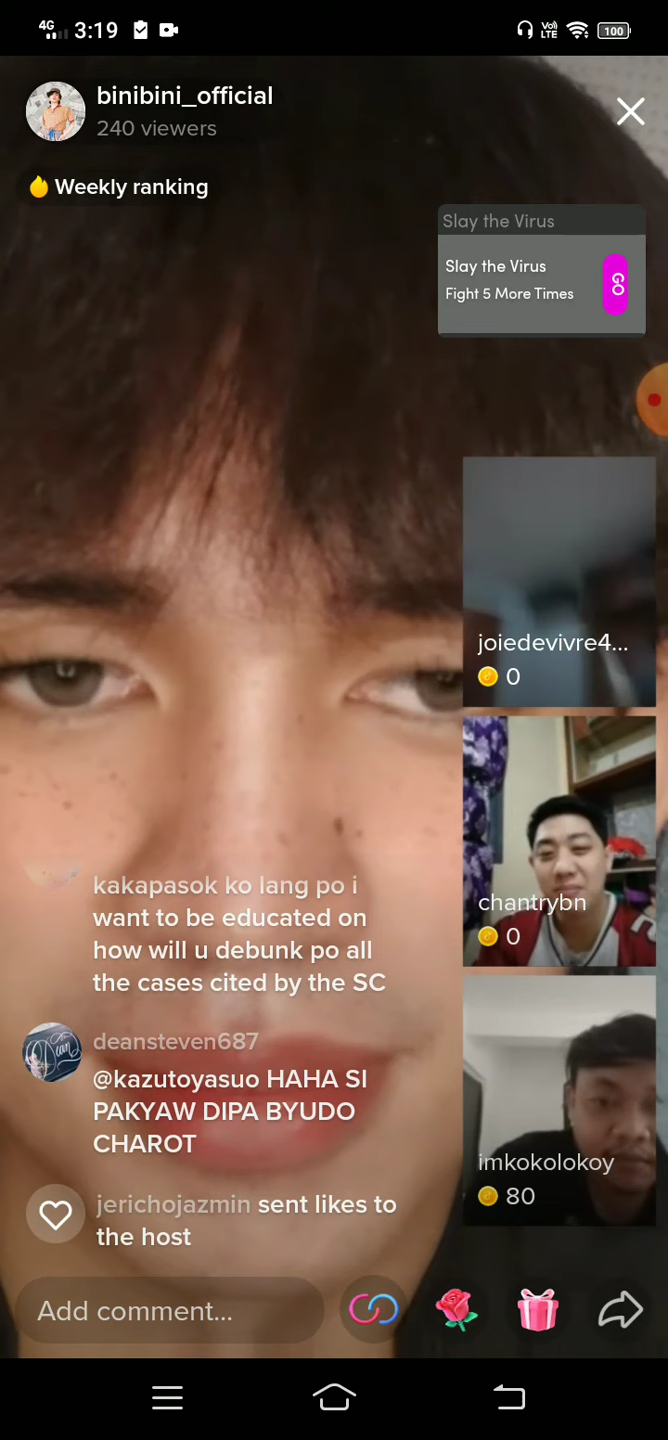 4G 3:19 Vo) LTE 100
binibini_official
240 viewers
Weekly ranking
Slay the Virus
Slay the Virus
Fight 5 More Times
GO
joiedevivre4...
0
chantrybn
0
kakapasok ko lang po i
want to be educated on
how will u debunk po all
the cases cited by the SC
deansteven687
@kazutoyasuo HAHA SI
PAKYAW DIPA BYUDO
CHAROT
imkokolokoy
80
jerichojazmin sent likes to
the host
Add comment...